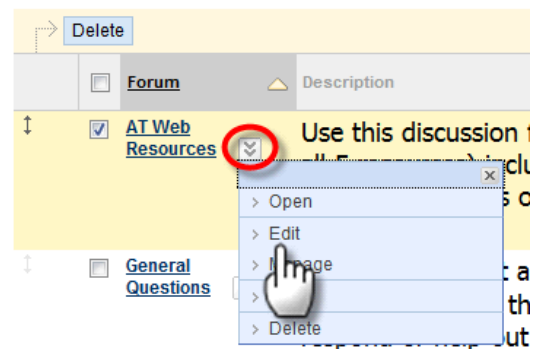 Delete
Forum Description
AT Web
Resources
Use this discussion
Open
Edit
Manage
Delete
General
Questions